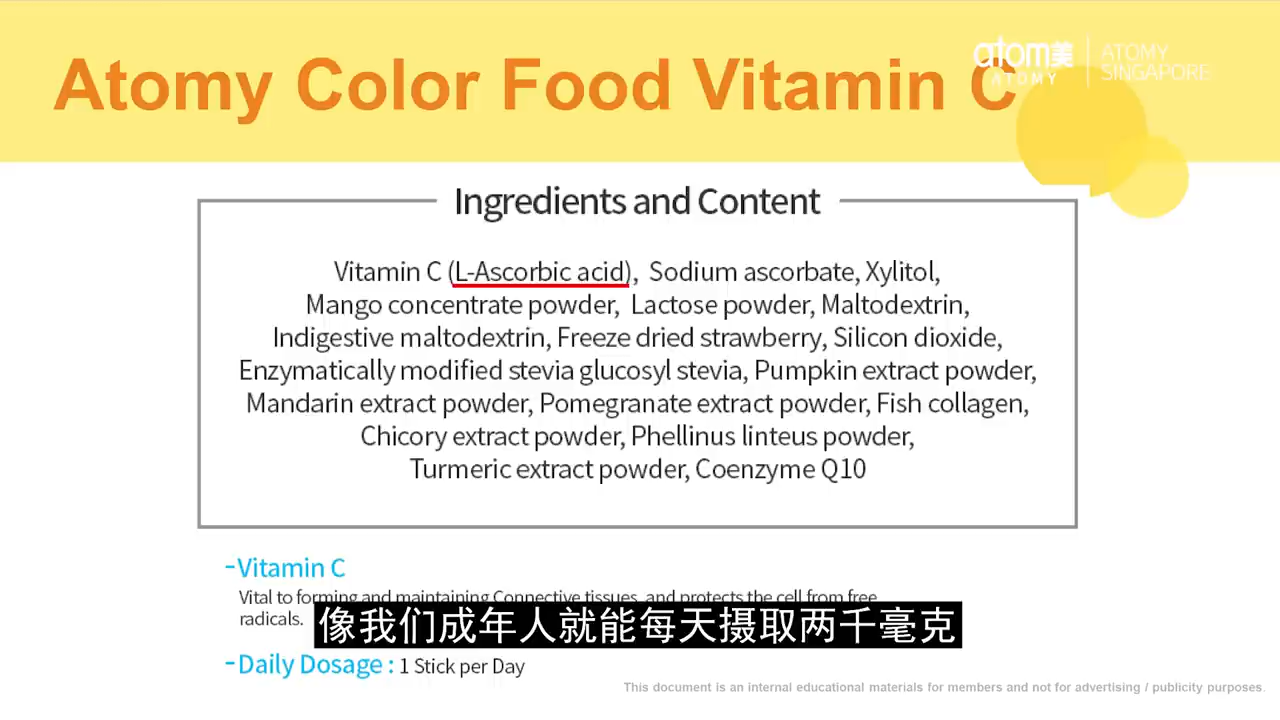 Atomy Color Food Vitamin C
atom美
ATOMY
ATOMY
SINGAPORE
Ingredients and Content
Vitamin C (L-Ascorbic acid), Sodium ascorbate, Xylitol,
Mango concentrate powder, Lactose powder, Maltodextrin,
Indigestive maltodextrin, Freeze dried strawberry, Silicon dioxide,
Enzymatically modified stevia glucosyl stevia, Pumpkin extract powder,
Mandarin extract powder, Pomegranate extract powder, Fish collagen,
Chicory extract powder, Phellinus linteus powder,
Turmeric extract powder, Coenzyme Q10
-Vitamin C
Vital to forming and maintaining Connective tissues, and protects the cell from free
radicals.
像我们成年人就能每天摄取两千毫克
-Daily Dosage : 1 Stick per Day
This document is an internal educational materials for members and not for advertising / publicity purposes.